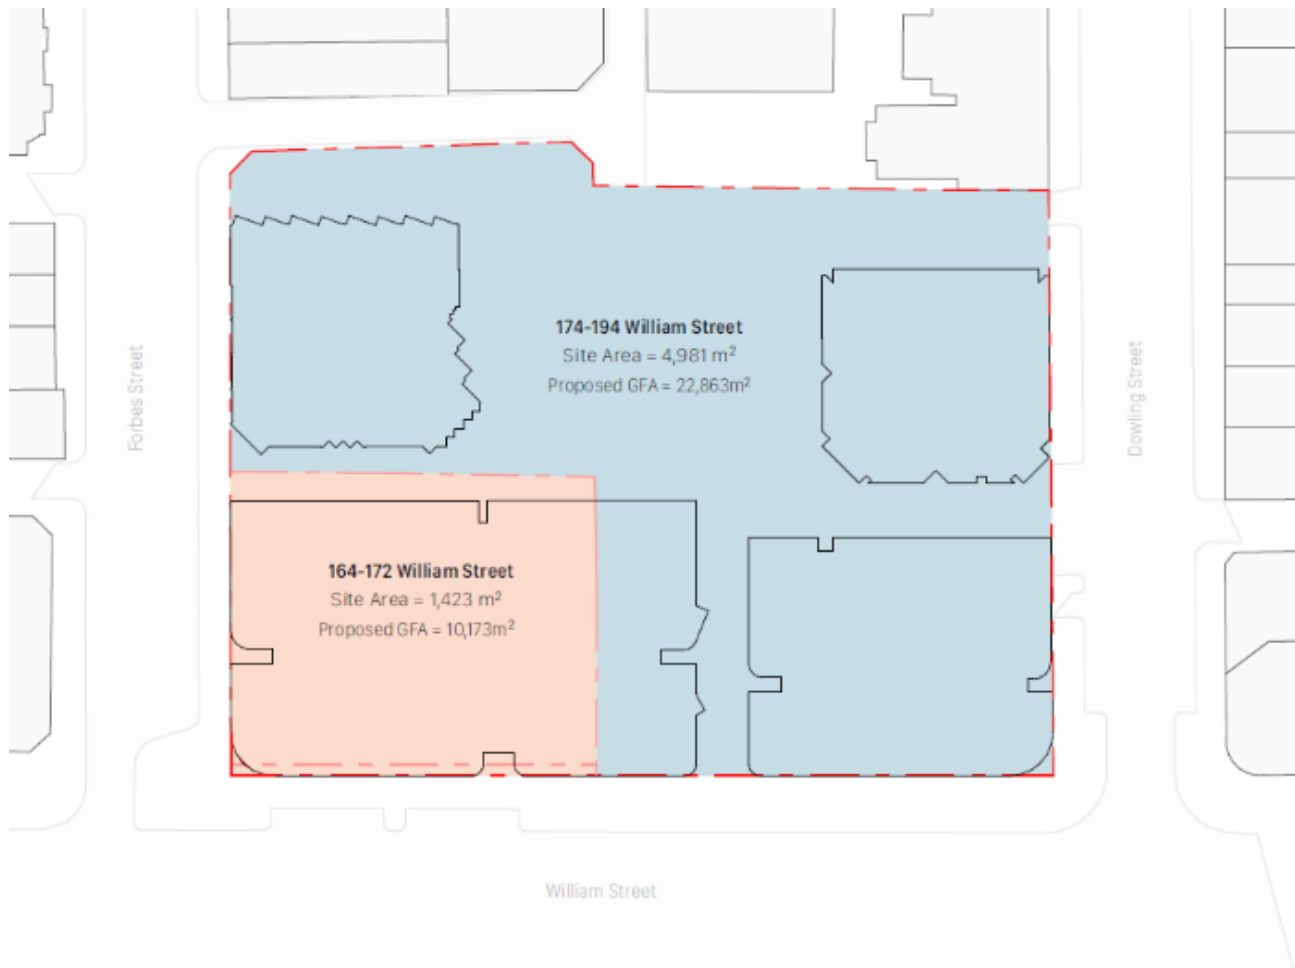 174-194 William Street
Site Area = 4,981 m²
Proposed GFA = 22,863m²
Forbes Street
Dowling Street
164-172 William Street
Site Area = 1,423 m²
Proposed GFA = 10,173m²
William Street